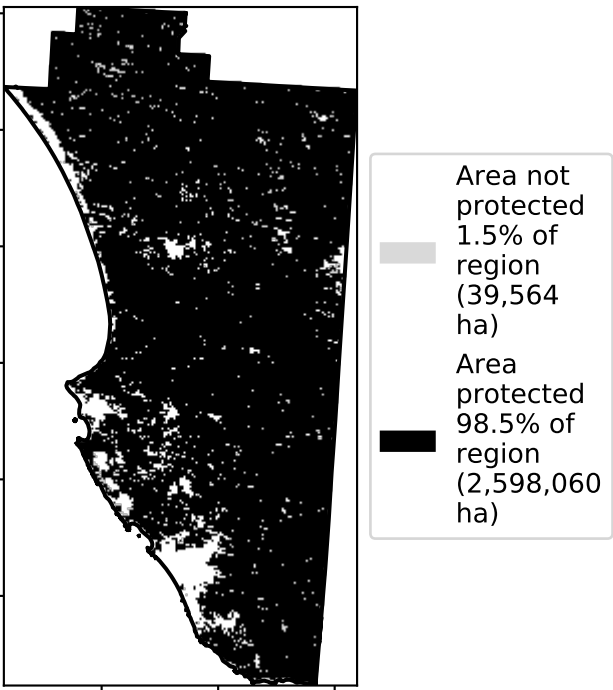 Area not
protected
1.5% of
region
(39,564
ha)
Area
protected
98.5% of
region
(2,598,060
ha)